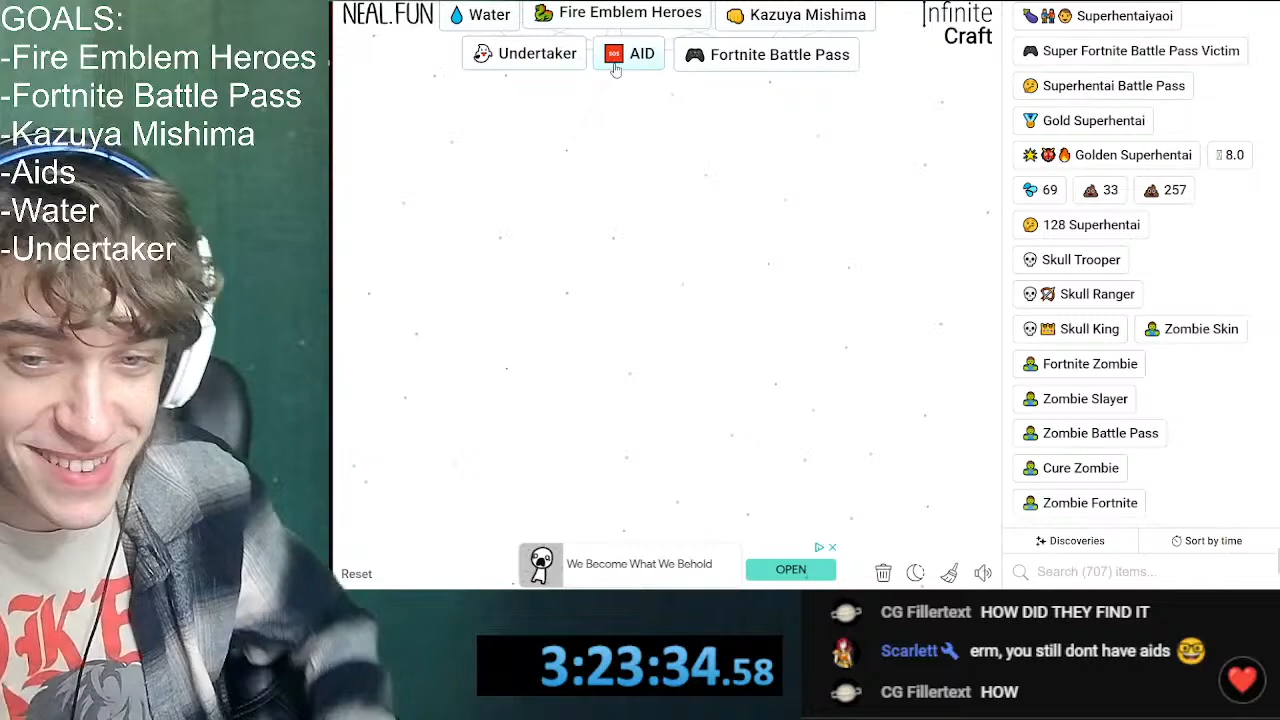 GOALS:
-Fire Emblem Heroes
-Fortnite Battle Pass
-Kazuya Mishima
-Aids
-Water
-Undertaker
NEAL.FUN
Water
Fire Emblem Heroes
Kazuya Mishima
Infinite
Craft
Undertaker
SOS AID
Fortnite Battle Pass
Superhentaiyaoi
Super Fortnite Battle Pass Victim
Superhentai Battle Pass
Gold Superhentai
Golden Superhentai
8.0
69
33
257
128 Superhentai
Skull Trooper
Skull Ranger
Skull King
Zombie Skin
Fortnite Zombie
Zombie Slayer
Zombie Battle Pass
Cure Zombie
Zombie Fortnite
Discoveries
Sort by time
Search (707) items...
We Become What We Behold
OPEN
Reset
3:23:34.58
CG Fillertext HOW DID THEY FIND IT
Scarlett erm, you still dont have aids
CG Fillertext HOW